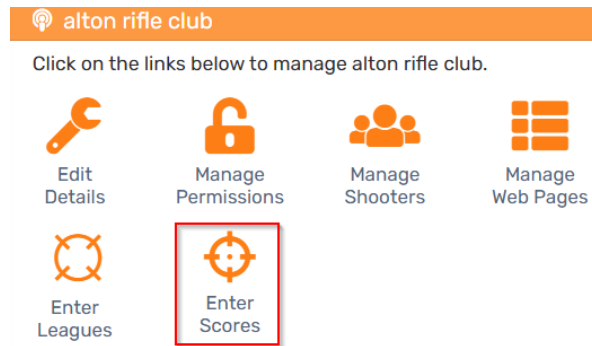 alton rifle club
Click on the links below to manage alton rifle club.
Edit
Details
Manage
Permissions
Manage
Shooters
Manage
Web Pages
Enter
Leagues
Enter
Scores